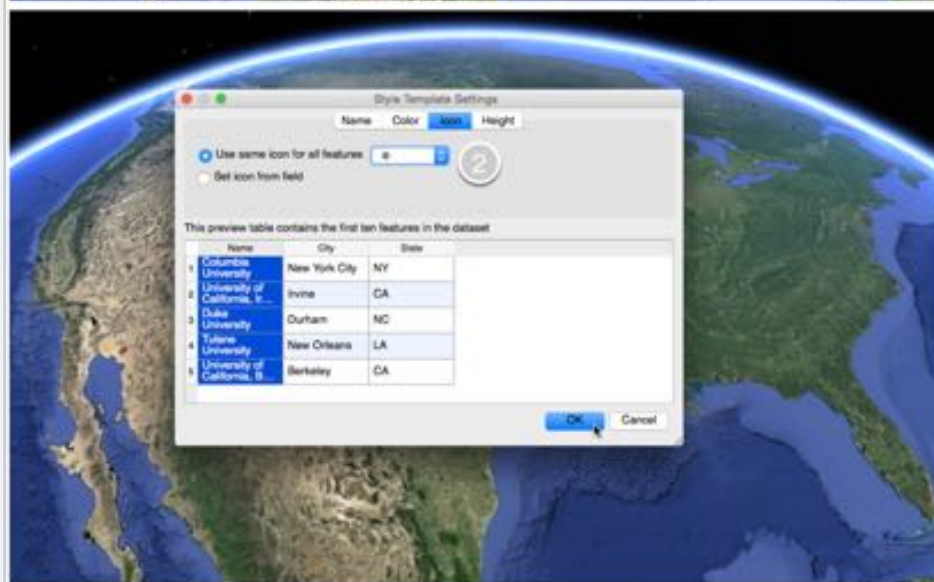 Style Template Settings
Name Color Icon Height
Use same icon for all features
2
Set icon from field
This preview table contains the first ten features in the dataset
Name City State
1 Columbia University New York City NY
2 University of California, Ir... Irvine CA
3 Duke University Durham NC
4 Tulane University New Orleans LA
5 University of California, B... Berkeley CA
OK Cancel